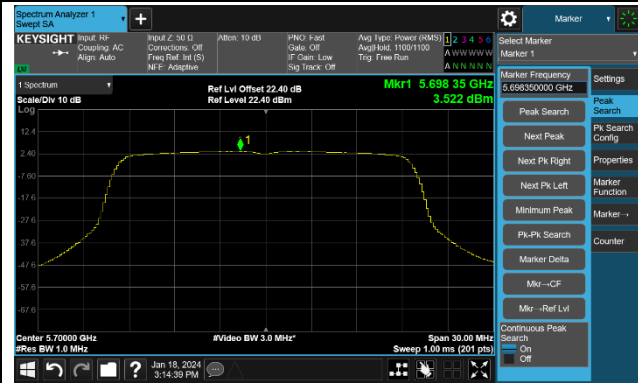 Spectrum Analyzer 1
Swept SA
Marker
KEYSIGHT
Input: RF
Coupling: AC
Align: Auto
Input Z: 50 Ω
Corrections: Off
Freq Ref: Int (S)
NFE: Adaptive
Atten: 10 dB
PNO: Fast
Gate: Off
IF Gain: Low
Sig Track: Off
Avg Type: Power (RMS)
Avg|Hold: 1100/1100
Trig: Free Run
1 2 3 4 5 6
A W W W W W
A N N N N N
Select Marker
Marker 1
1 Spectrum
Scale/Div 10 dB
Log
Ref Lvl Offset 22.40 dB
Ref Level 22.40 dBm
Mkr1 5.698 35 GHz
3.522 dBm
12.4
2.40
-7.60
-17.6
-27.6
-37.6
-47.6
-57.6
-67.6
1
Center 5.70000 GHz
#Res BW 1.0 MHz
#Video BW 3.0 MHz*
Span 30.00 MHz
Sweep 1.00 ms (201 pts)
Marker Frequency
5.698350000 GHz
Peak Search
Next Peak
Next Pk Right
Next Pk Left
Minimum Peak
Pk-Pk Search
Marker Delta
Mkr→CF
Mkr→Ref Lvl
Continuous Peak
Search
On
Off
Settings
Peak
Search
Pk Search
Config
Properties
Marker
Function
Marker→
Counter
Jan 18, 2024
3:14:39 PM